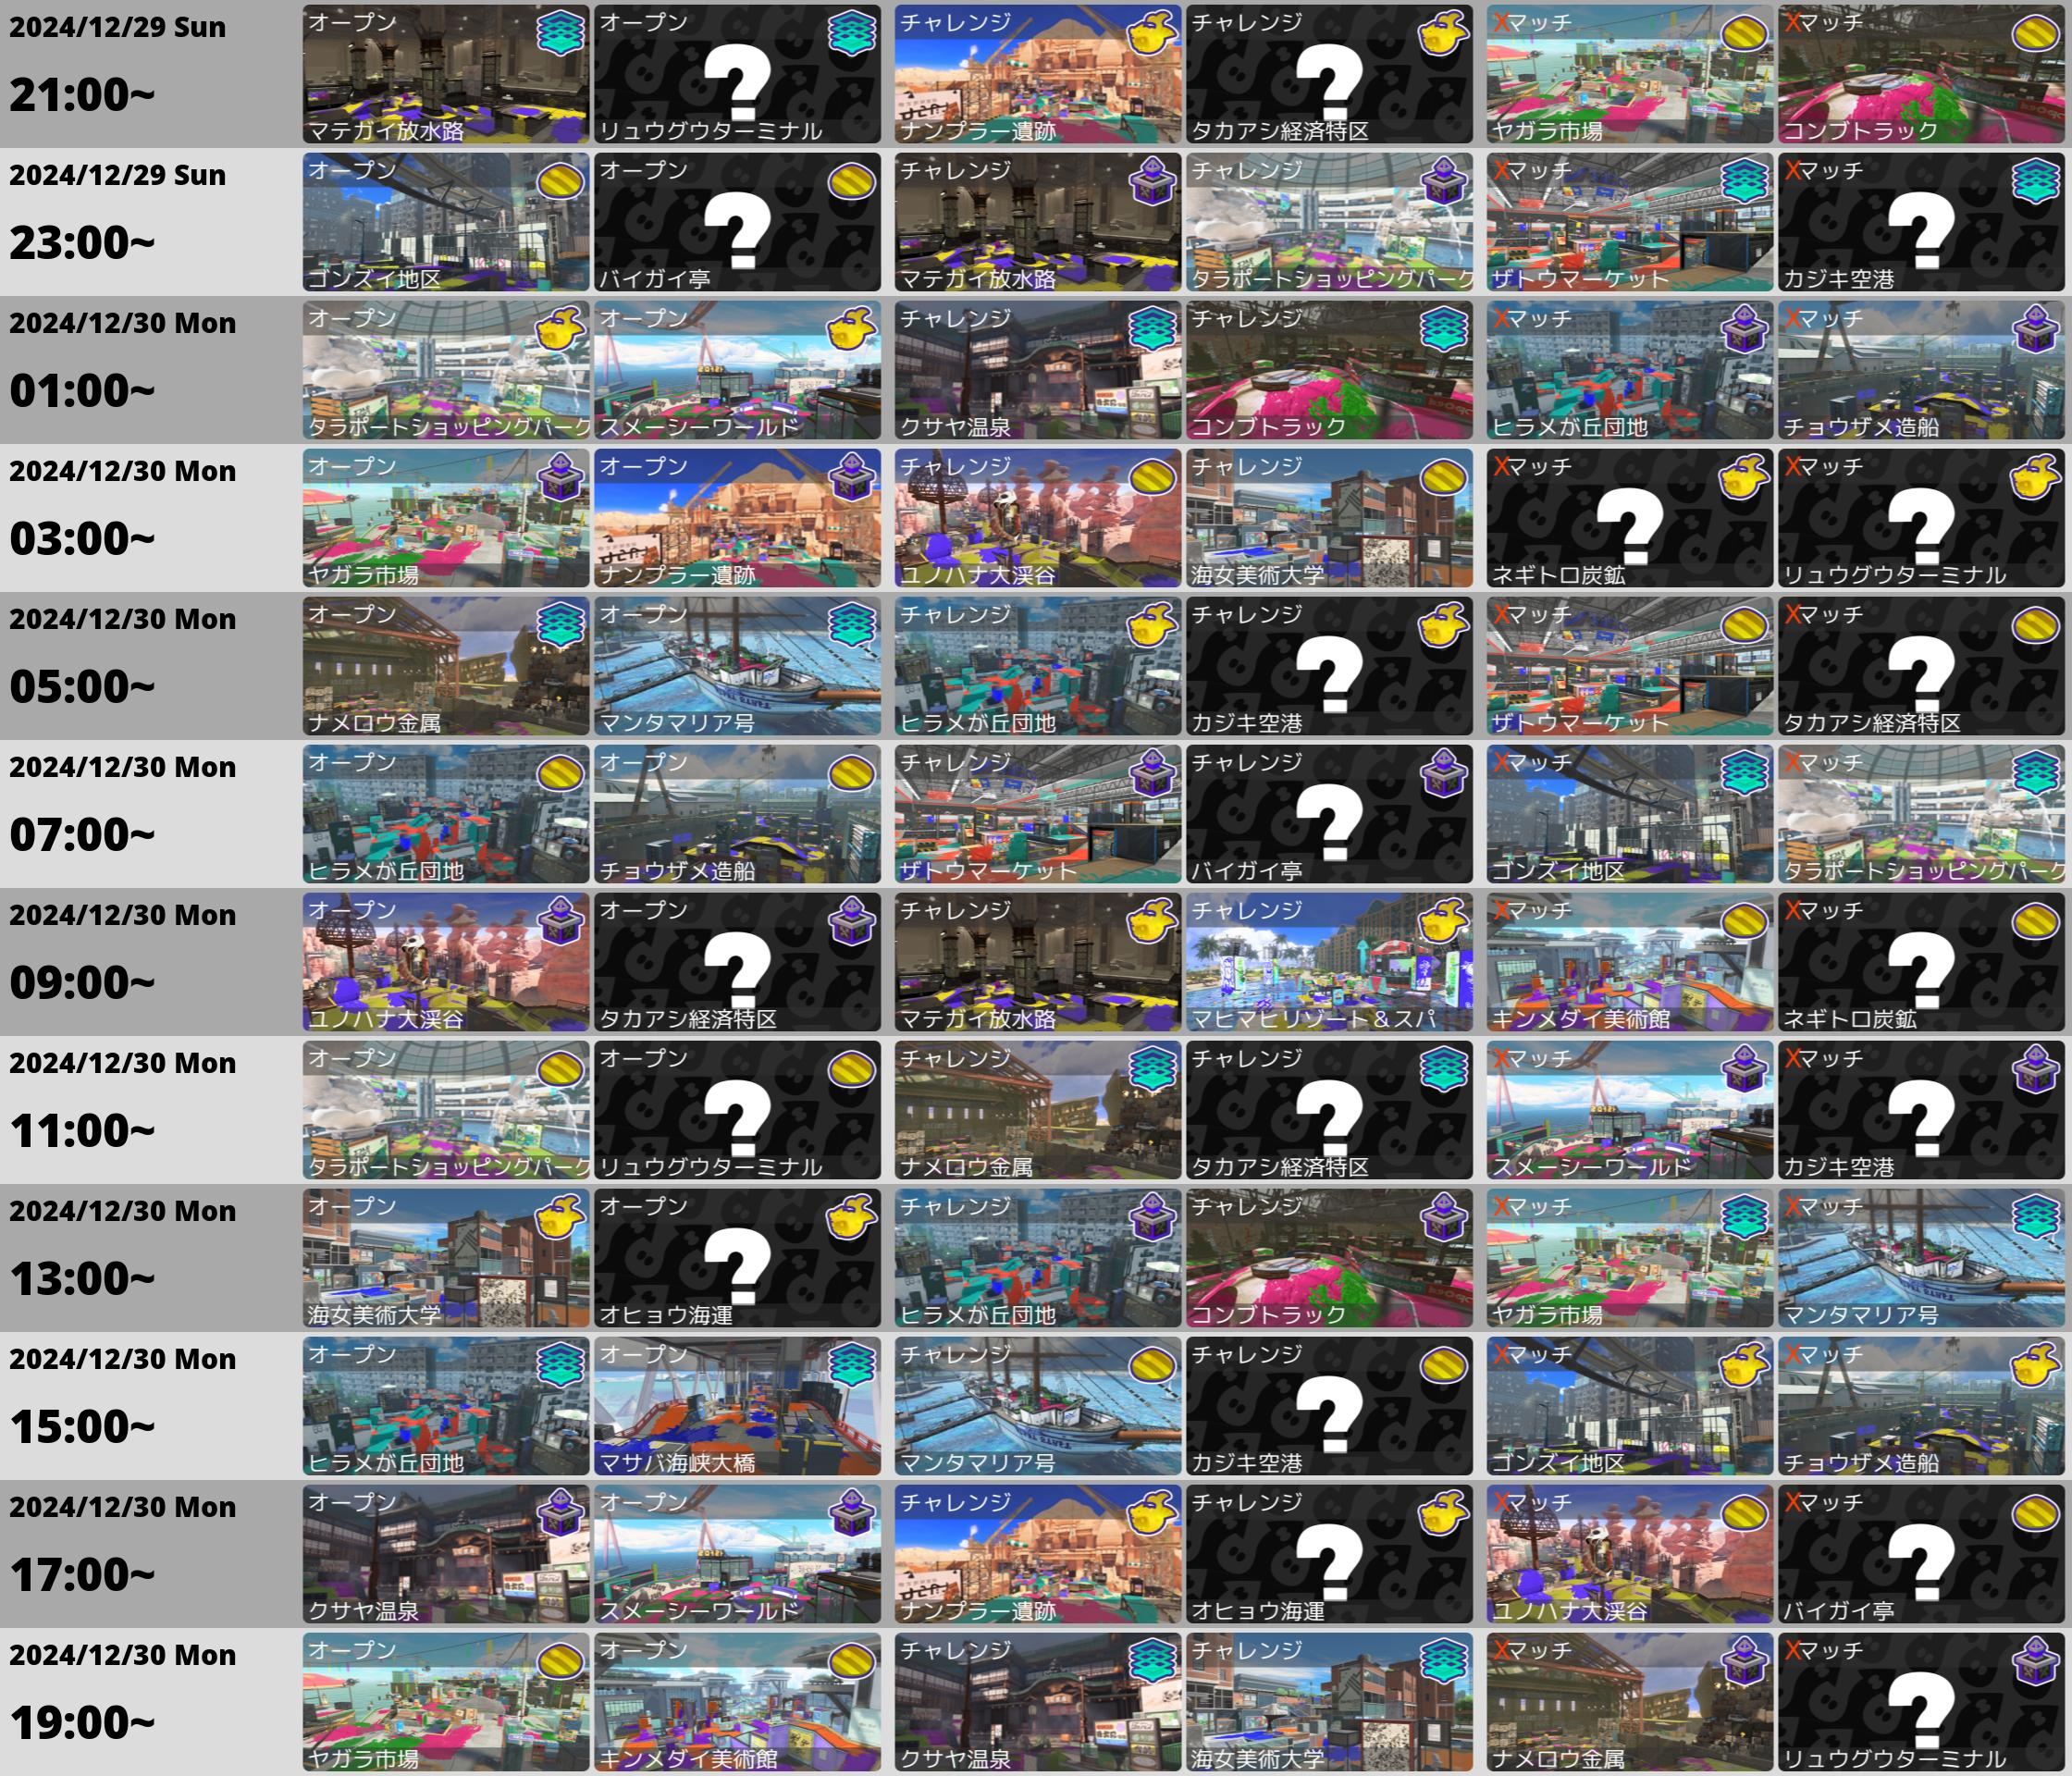 2024/12/29 Sun
21:00~
オープン
マテガイ放水路
オープン
リュウグウターミナル
チャレンジ
ナンプラー遺跡
チャレンジ
タカアシ経済特区
Xマッチ
ヤガラ市場
Xマッチ
コンブトラック
2024/12/29 Sun
23:00~
オープン
ゴンズイ地区
オープン
バイガイ亭
チャレンジ
マテガイ放水路
チャレンジ
タラポートショッピングパーク
Xマッチ
ザトウマーケット
Xマッチ
カジキ空港
2024/12/30 Mon
01:00~
オープン
タラポートショッピングパーク
オープン
スメーシーワールド
チャレンジ
クサヤ温泉
チャレンジ
コンブトラック
Xマッチ
ヒラメが丘団地
Xマッチ
チョウザメ造船
2024/12/30 Mon
03:00~
オープン
ヤガラ市場
オープン
ナンプラー遺跡
チャレンジ
ユノハナ大渓谷
チャレンジ
海女美術大学
Xマッチ
ネギトロ炭鉱
Xマッチ
リュウグウターミナル
2024/12/30 Mon
05:00~
オープン
ナメロウ金属
オープン
マンタマリア号
チャレンジ
ヒラメが丘団地
チャレンジ
カジキ空港
Xマッチ
ザトウマーケット
Xマッチ
タカアシ経済特区
2024/12/30 Mon
07:00~
オープン
ヒラメが丘団地
オープン
チョウザメ造船
チャレンジ
ザトウマーケット
チャレンジ
バイガイ亭
Xマッチ
ゴンズイ地区
Xマッチ
タラポートショッピングパーク
2024/12/30 Mon
09:00~
オープン
ユノハナ大渓谷
オープン
タカアシ経済特区
チャレンジ
マテガイ放水路
チャレンジ
マヒマヒリゾート&スパ
Xマッチ
キンメダイ美術館
Xマッチ
ネギトロ炭鉱
2024/12/30 Mon
11:00~
オープン
タラポートショッピングパーク
オープン
リュウグウターミナル
チャレンジ
ナメロウ金属
チャレンジ
タカアシ経済特区
Xマッチ
スメーシーワールド
Xマッチ
カジキ空港
2024/12/30 Mon
13:00~
オープン
海女美術大学
オープン
オヒョウ海運
チャレンジ
ヒラメが丘団地
チャレンジ
コンブトラック
Xマッチ
ヤガラ市場
Xマッチ
マンタマリア号
2024/12/30 Mon
15:00~
オープン
ヒラメが丘団地
オープン
マサバ海峡大橋
チャレンジ
マンタマリア号
チャレンジ
カジキ空港
Xマッチ
ゴンズイ地区
Xマッチ
チョウザメ造船
2024/12/30 Mon
17:00~
オープン
クサヤ温泉
オープン
スメーシーワールド
チャレンジ
ナンプラー遺跡
チャレンジ
オヒョウ海運
Xマッチ
ユノハナ大渓谷
Xマッチ
バイガイ亭
2024/12/30 Mon
19:00~
オープン
ヤガラ市場
オープン
キンメダイ美術館
チャレンジ
クサヤ温泉
チャレンジ
海女美術大学
Xマッチ
ナメロウ金属
Xマッチ
リュウグウターミナル